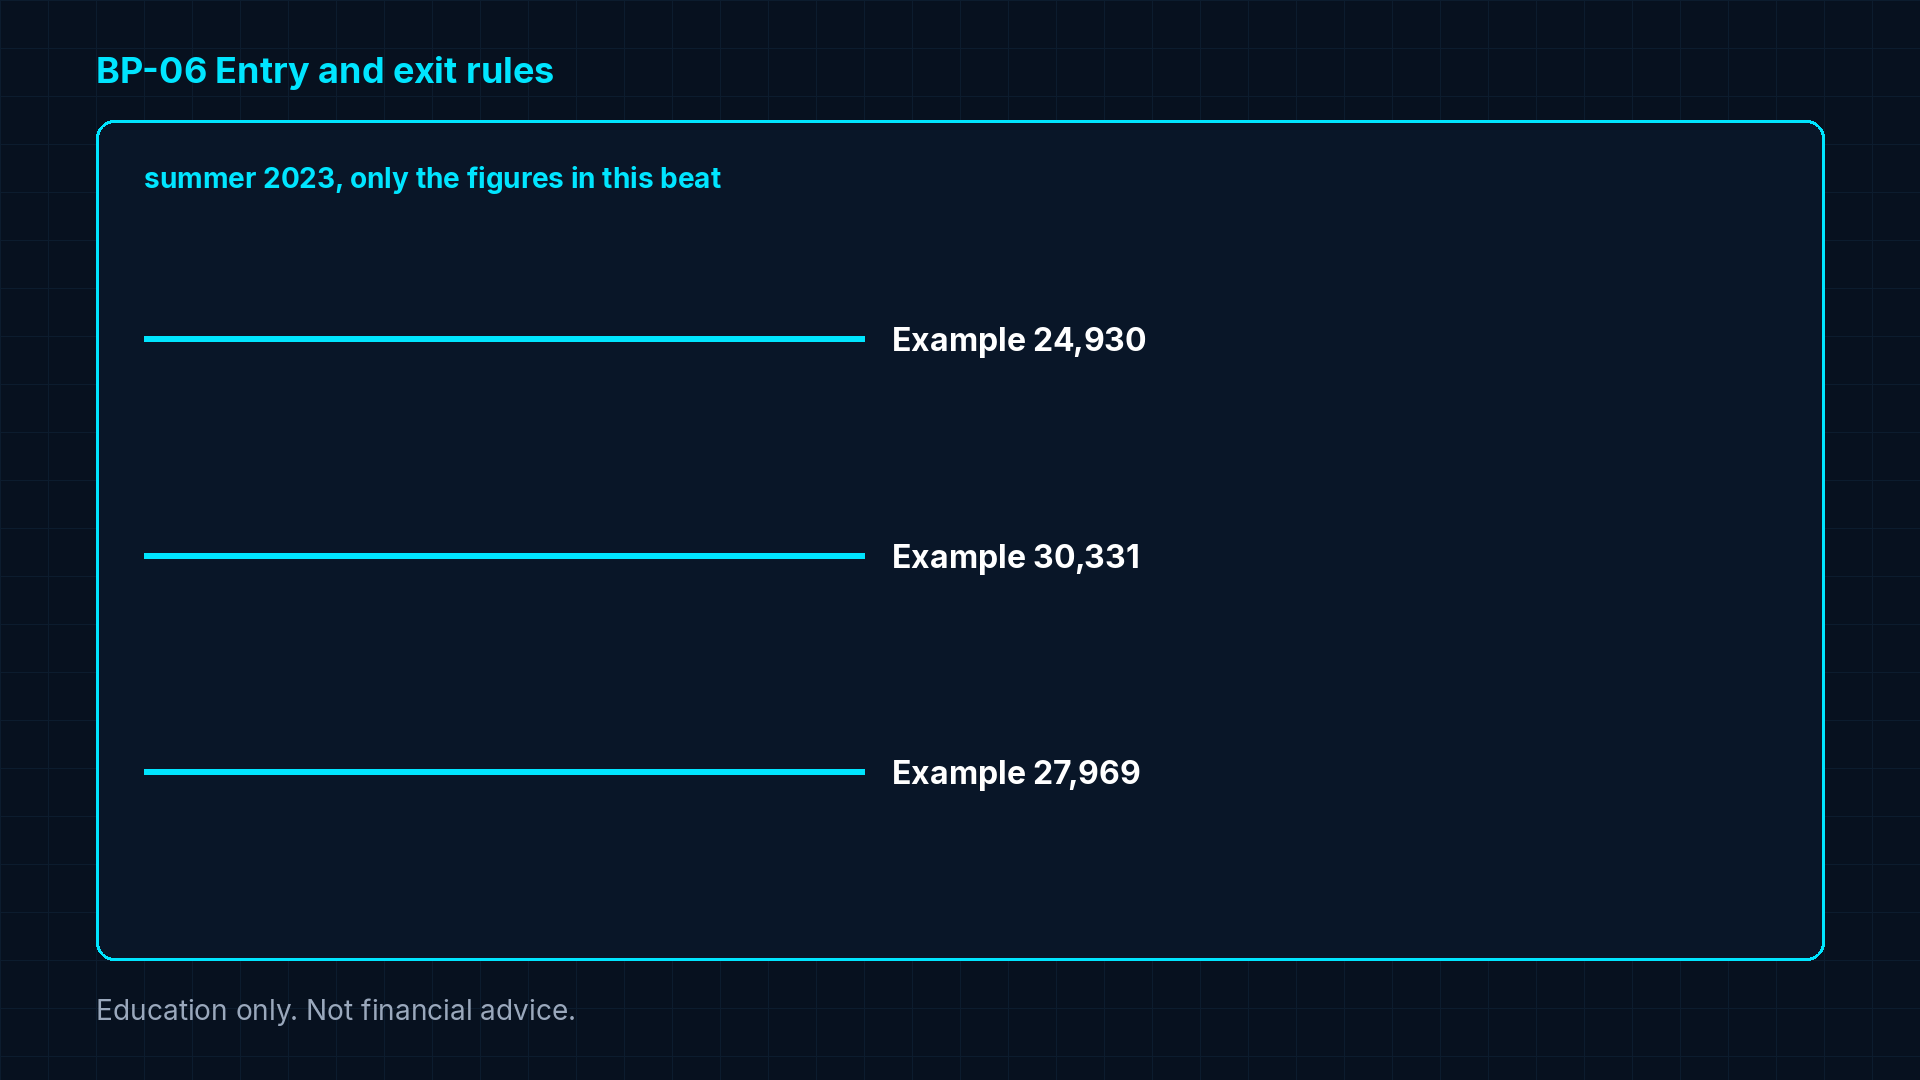 BP-06 Entry and exit rules
summer 2023, only the figures in this beat
Example 24,930
Example 30,331
Example 27,969
Education only. Not financial advice.